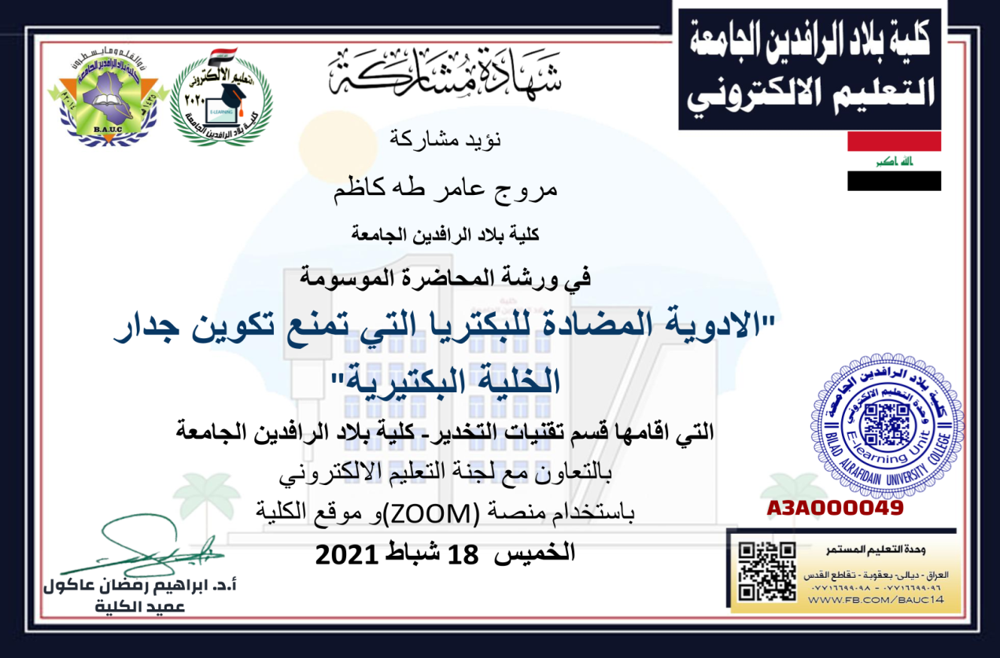 كلية بلاد الرافدين الجامعة
التعليم الالكتروني
الله اكبر
شهادة مشاركة
كلية بلاد الرافدين الجامعة
B.A.U.C
التعليم الالكتروني
٢٠٢٠
E-LEARNING
كلية بلاد الرافدين الجامعة
نؤيد مشاركة
مروج عامر طه كاظم
كلية بلاد الرافدين الجامعة
في ورشة المحاضرة الموسومة
"الادوية المضادة للبكتريا التي تمنع تكوين جدار
الخلية البكتيرية"
التي اقامها قسم تقنيات التخدير- كلية بلاد الرافدين الجامعة
بالتعاون مع لجنة التعليم الالكتروني
باستخدام منصة (ZOOM)و موقع الكلية
الخميس 18 شباط 2021
كلية بلاد الرافدين الجامعة
وحدة التعليم الالكتروني
E-learning Unit
BILAD ALRAFIDAIN UNIVERSITY COLLEGE
A3A000049
وحدة التعليم المستمر
العراق - ديالى- بعقوبة - تقاطع القدس
٠٧٧١٦٦٩٩٠٩٦ - ٠٧٧١٦٦٩٩٠٩٨
WWW.FB.COM/BAUC14
أ.د. ابراهيم رمضان عاكول
عميد الكلية